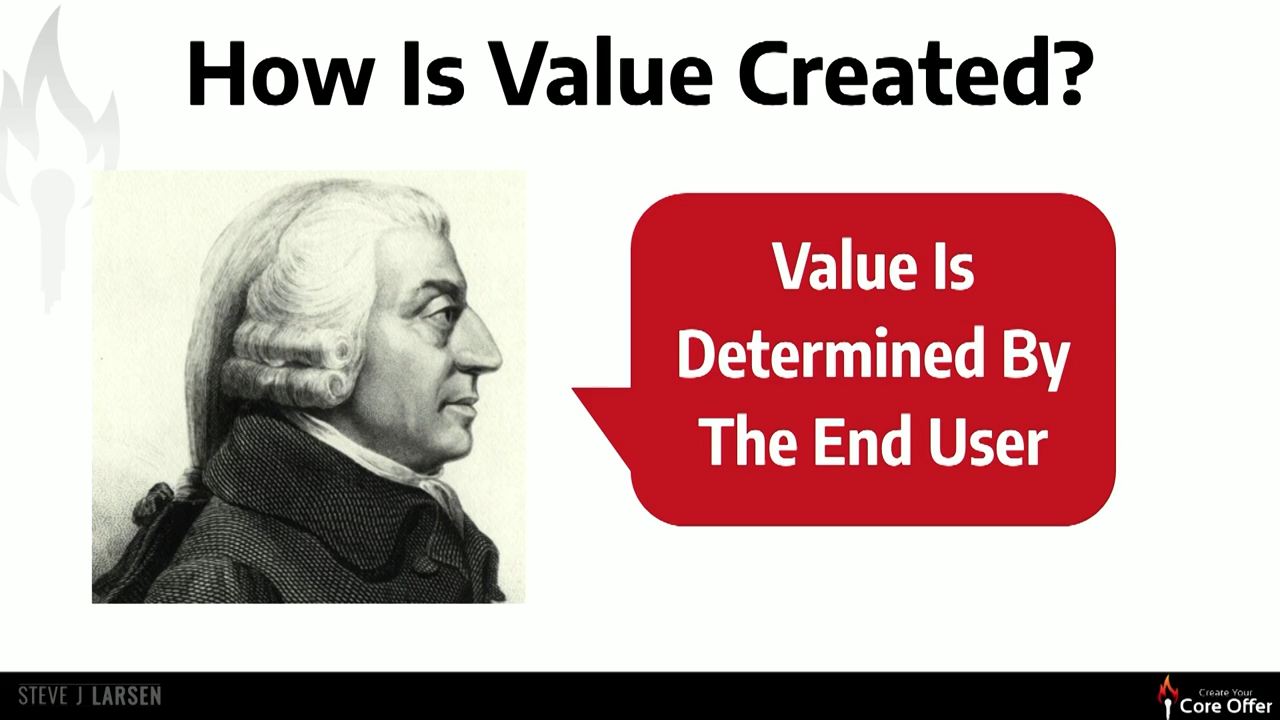 How Is Value Created?
Value Is
Determined By
The End User
STEVE J LARSEN
Create Your
Core Offer